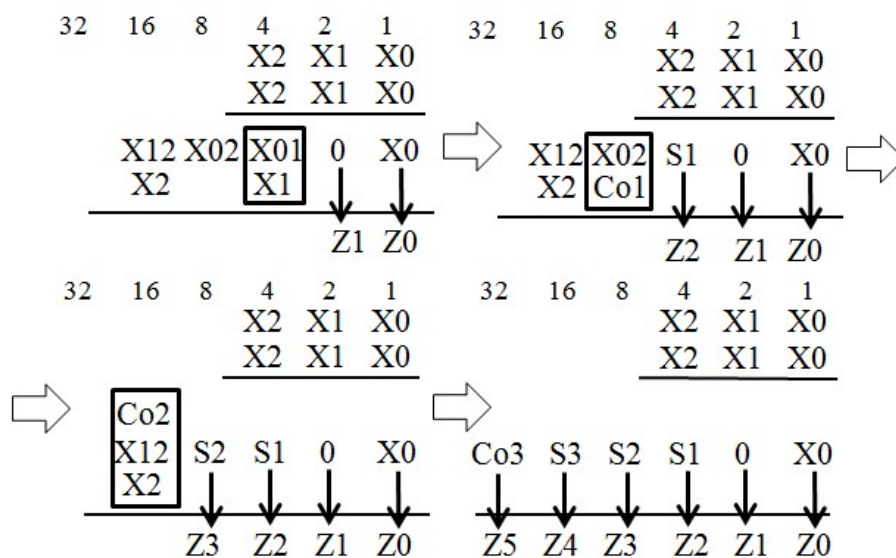 32 16 8 4 2 1
X2 X1 X0
X2 X1 X0
X12 X02 X01 0 X0
X2 X1
Z1 Z0
32 16 8 4 2 1
X2 X1 X0
X2 X1 X0
X12 X02 S1 0 X0
X2 Co1
Z2 Z1 Z0
32 16 8 4 2 1
X2 X1 X0
X2 X1 X0
Co2
X12 S2 S1 0 X0
X2
Z3 Z2 Z1 Z0
32 16 8 4 2 1
X2 X1 X0
X2 X1 X0
Co3 S3 S2 S1 0 X0
Z5 Z4 Z3 Z2 Z1 Z0